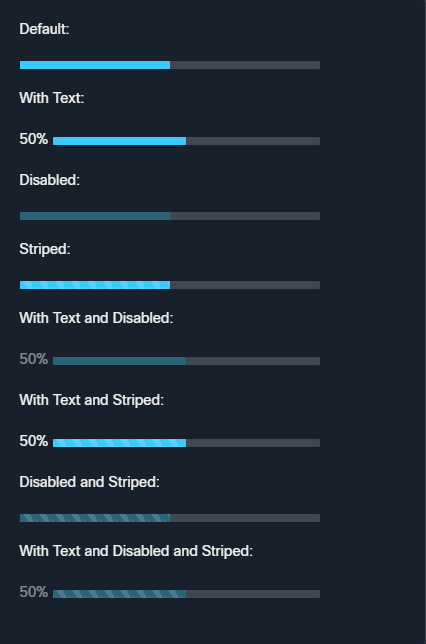 Default:
With Text:
50%
Disabled:
Striped:
With Text and Disabled:
50%
With Text and Striped:
50%
Disabled and Striped:
With Text and Disabled and Striped:
50%